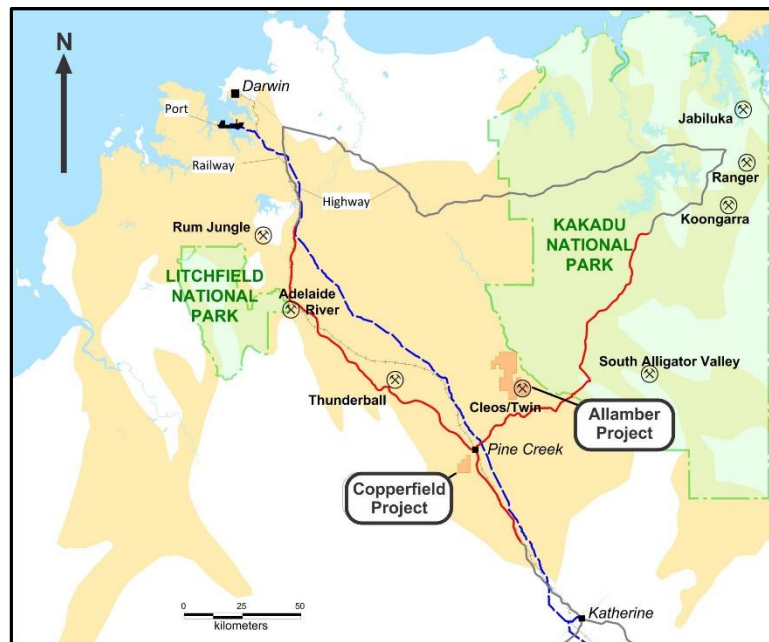 N
Darwin
Port
Railway
Highway
Jabiluka
Ranger
Koongarra
Rum Jungle
KAKADU
NATIONAL
PARK
LITCHFIELD
NATIONAL
PARK
Adelaide
River
South Alligator Valley
Thunderball
Cleos/Twin
Allamber
Project
Pine Creek
Copperfield
Project
0 25 50
kilometers
Katherine